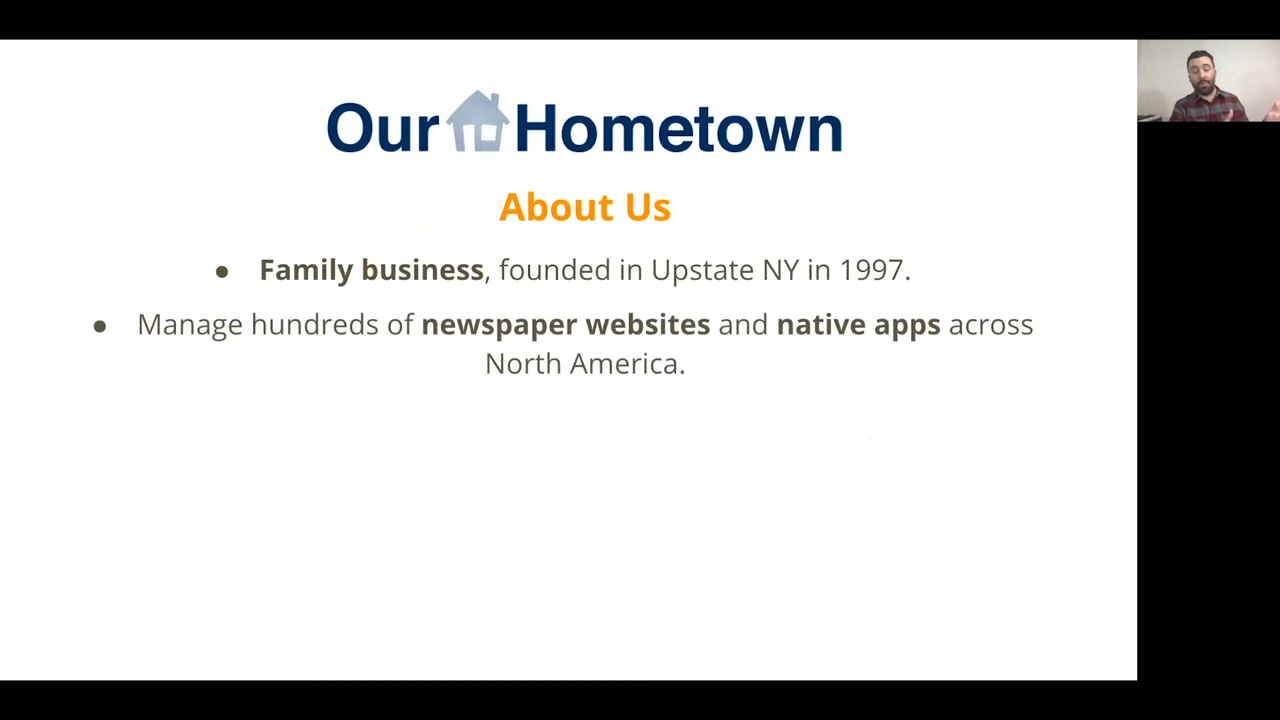 Our Hometown
About Us
● Family business, founded in Upstate NY in 1997.
● Manage hundreds of newspaper websites and native apps across
North America.